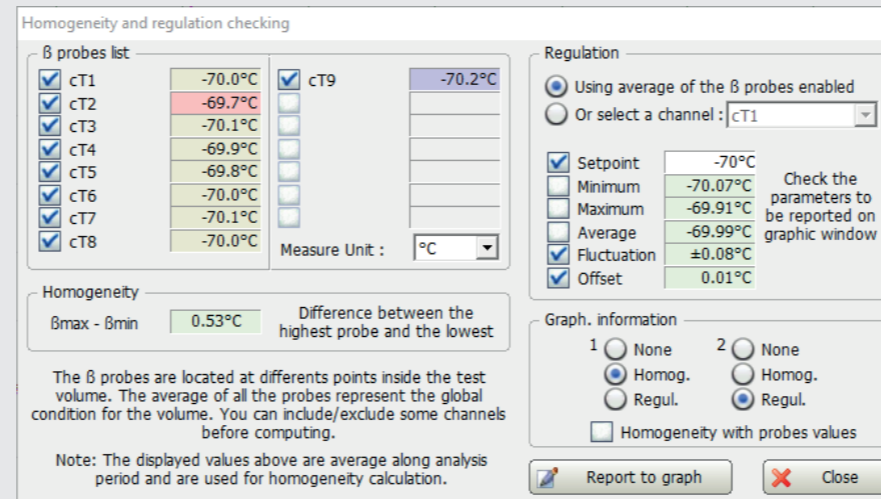 Homogeneity and regulation checking
ß probes list
cT1 -70.0°C
cT2 -69.7°C
cT3 -70.1°C
cT4 -69.9°C
cT5 -69.8°C
cT6 -70.0°C
cT7 -70.1°C
cT8 -70.0°C
cT9 -70.2°C
Measure Unit : °C
Homogeneity
ßmax - ßmin 0.53°C
Difference between the
highest probe and the lowest
The ß probes are located at differents points inside the test
volume. The average of all the probes represent the global
condition for the volume. You can include/exclude some channels
before computing.
Note: The displayed values above are average along analysis
period and are used for homogeneity calculation.
Regulation
Using average of the ß probes enabled
Or select a channel : cT1
Setpoint -70°C
Minimum -70.07°C
Maximum -69.91°C
Average -69.99°C
Fluctuation ±0.08°C
Offset 0.01°C
Check the
parameters to
be reported on
graphic window
Graph. information
1 None 2 None
Homog. Homog.
Regul. Regul.
Homogeneity with probes values
Report to graph Close